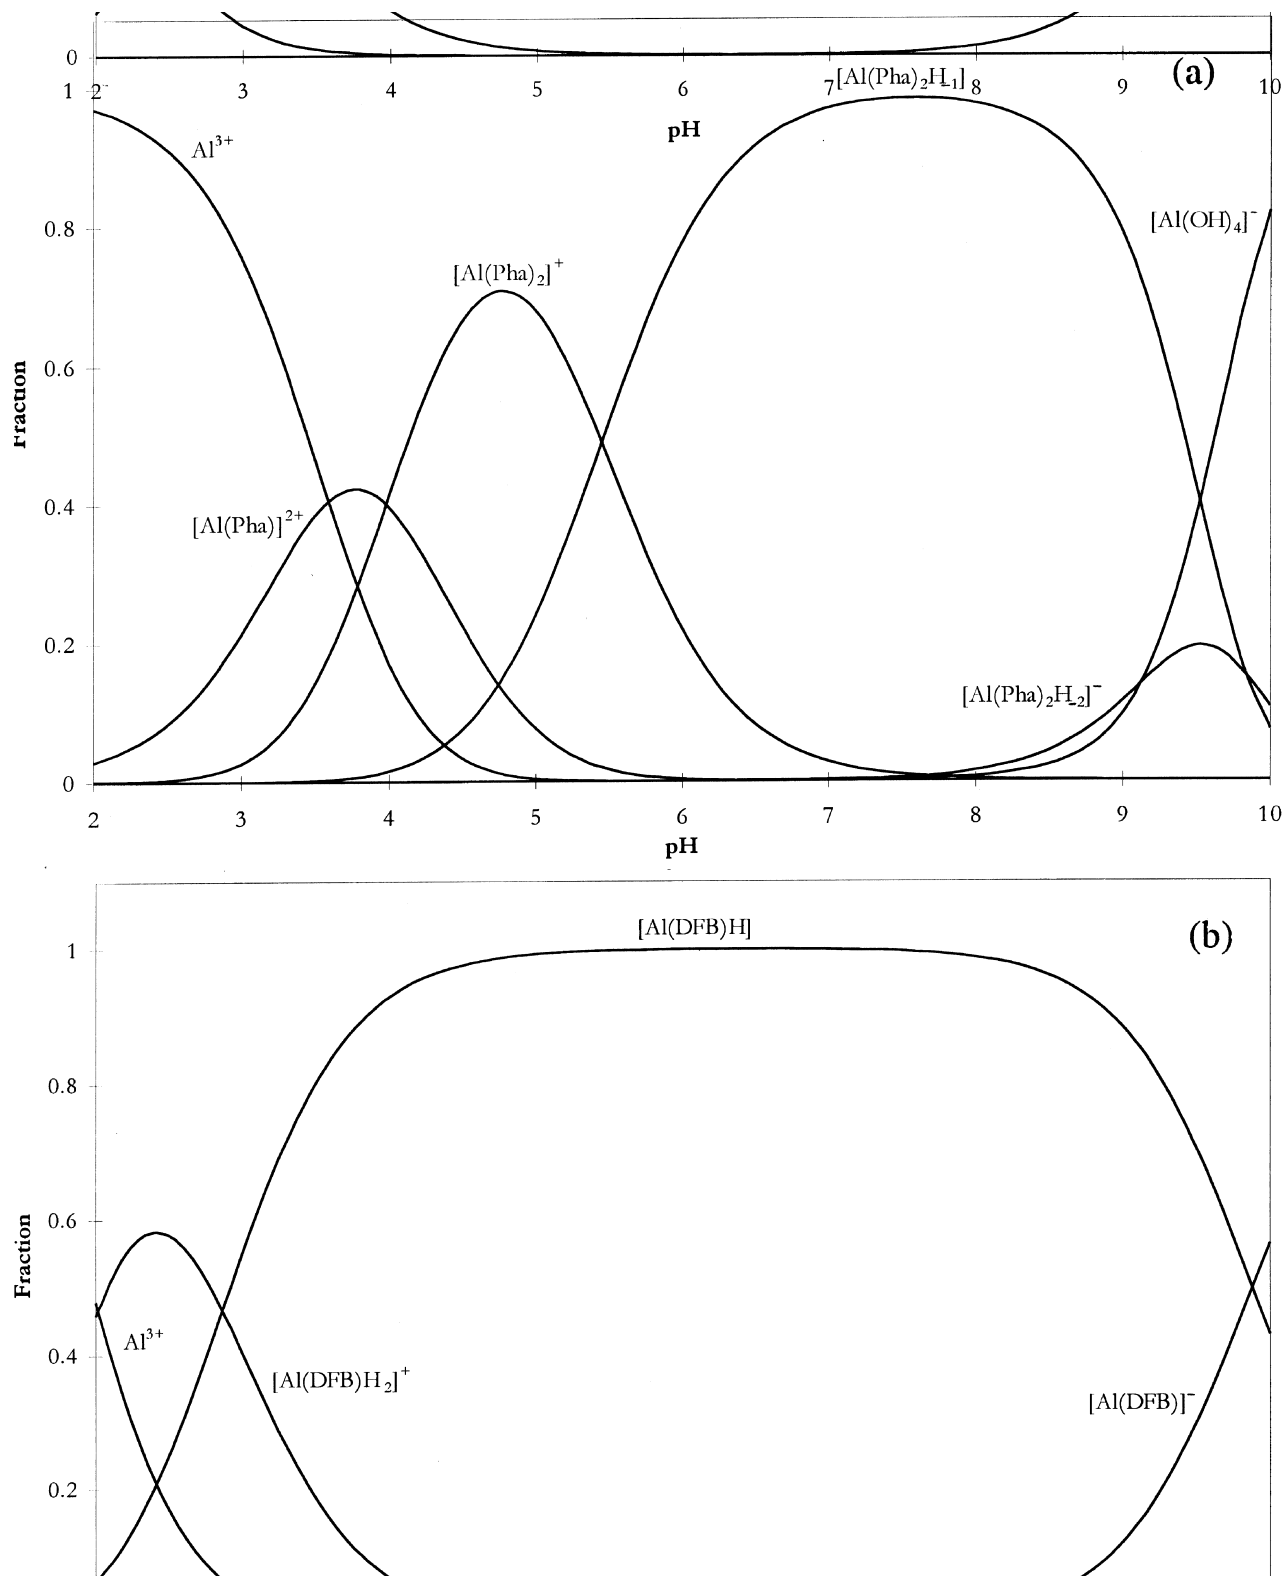 0
2 3 4 5 6 7 8 9 10
pH
(a)
1
[Al(Pha)₂H₋₁]
Al³⁺
0.8
[Al(OH)₄]⁻
[Al(Pha)₂]⁺
0.6
Fraction
0.4
[Al(Pha)]²⁺
0.2
[Al(Pha)₂H₋₂]⁻
0
2 3 4 5 6 7 8 9 10
pH
[Al(DFB)H]
(b)
1
0.8
0.6
Fraction
Al³⁺
0.4
[Al(DFB)H₂]⁺
[Al(DFB)]⁻
0.2